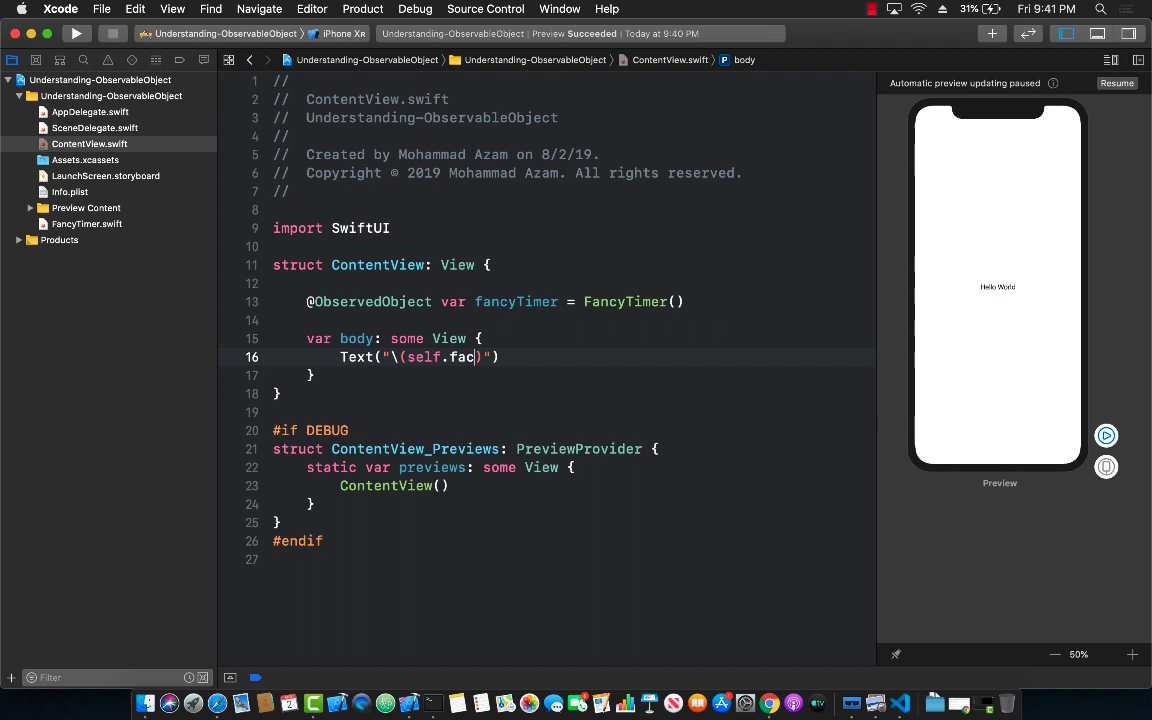 Xcode File Edit View Find Navigate Editor Product Debug Source Control Window Help 31% Fri 9:41 PM
Understanding-ObservableObject 〉 iPhone XR Understanding-ObservableObject | Preview Succeeded | Today at 9:40 PM
Understanding-ObservableObject 〉 Understanding-ObservableObject 〉 ContentView.swift 〉 body
Understanding-ObservableObject
Understanding-ObservableObject
AppDelegate.swift
SceneDelegate.swift
ContentView.swift
Assets.xcassets
LaunchScreen.storyboard
Info.plist
Preview Content
FancyTimer.swift
Products
Filter
1 //
2 // ContentView.swift
3 // Understanding-ObservableObject
4 //
5 // Created by Mohammad Azam on 8/2/19.
6 // Copyright © 2019 Mohammad Azam. All rights reserved.
7 //
8
9 import SwiftUI
10
11 struct ContentView: View {
12
13 @ObservedObject var fancyTimer = FancyTimer()
14
15 var body: some View {
16 Text("\(self.fac)")
17 }
18 }
19
20 #if DEBUG
21 struct ContentView_Previews: PreviewProvider {
22 static var previews: some View {
23 ContentView()
24 }
25 }
26 #endif
27
Automatic preview updating paused Resume
Hello World
Preview
50%